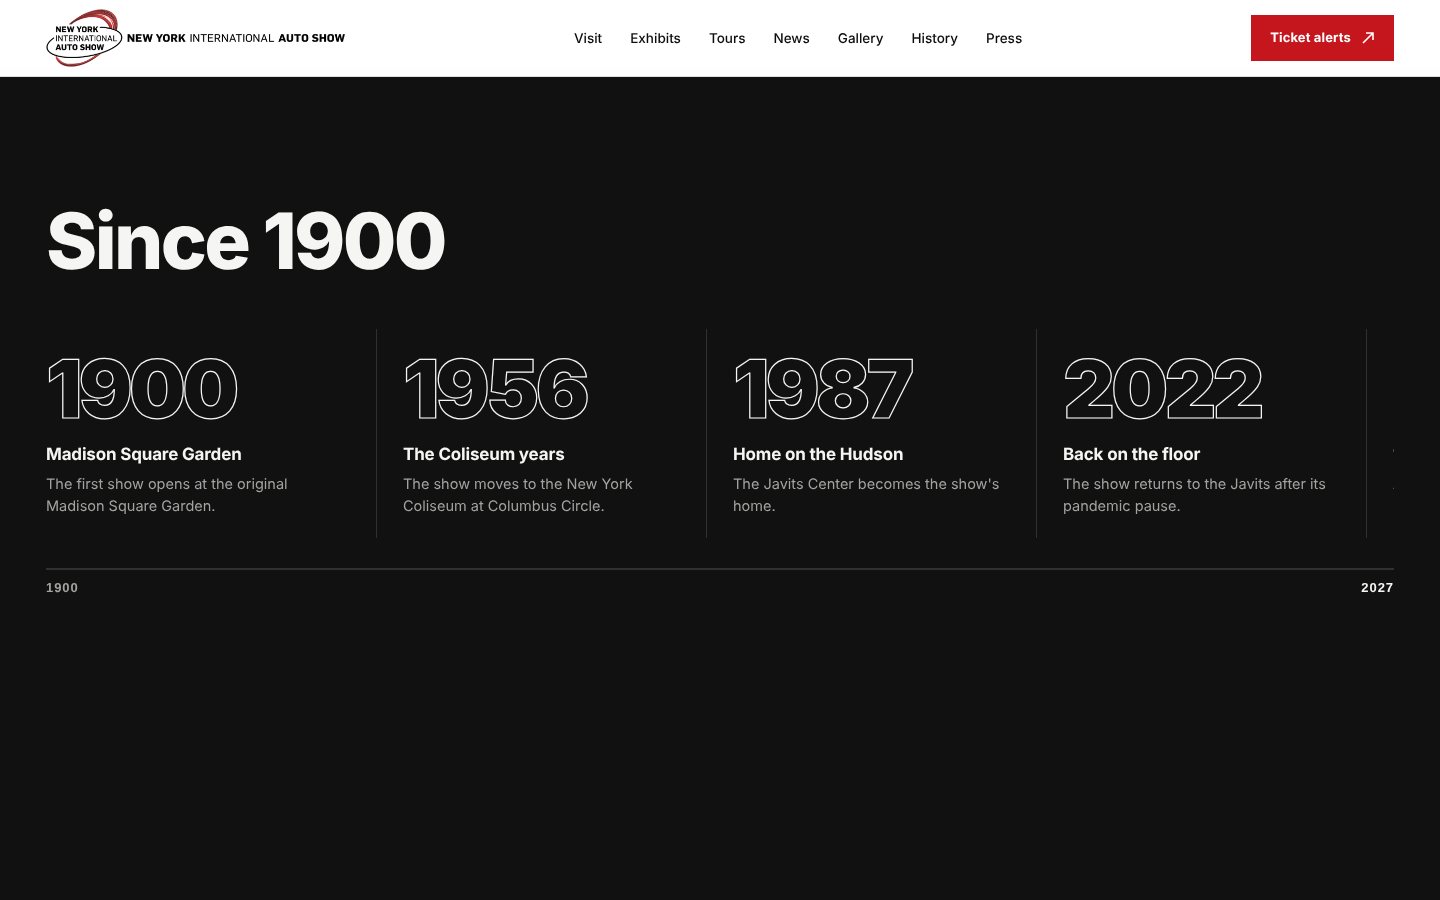 NEW YORK
INTERNATIONAL
AUTO SHOW
NEW YORK INTERNATIONAL AUTO SHOW
Visit
Exhibits
Tours
News
Gallery
History
Press
Ticket alerts
Since 1900
1900
Madison Square Garden
The first show opens at the original
Madison Square Garden.
1956
The Coliseum years
The show moves to the New York
Coliseum at Columbus Circle.
1987
Home on the Hudson
The Javits Center becomes the show's
home.
2022
Back on the floor
The show returns to the Javits after its
pandemic pause.
1900
2027